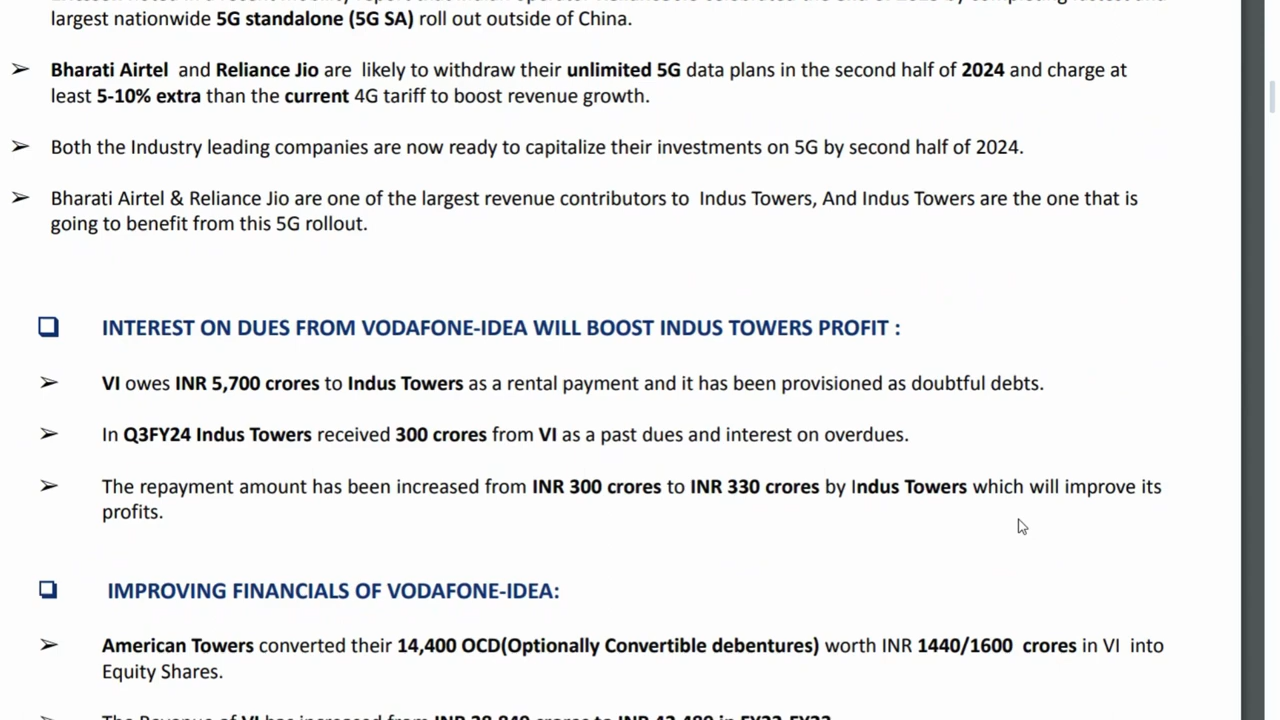 largest nationwide 5G standalone (5G SA) roll out outside of China.
➢ Bharati Airtel and Reliance Jio are likely to withdraw their unlimited 5G data plans in the second half of 2024 and charge at
least 5-10% extra than the current 4G tariff to boost revenue growth.
➢ Both the Industry leading companies are now ready to capitalize their investments on 5G by second half of 2024.
➢ Bharati Airtel & Reliance Jio are one of the largest revenue contributors to Indus Towers, And Indus Towers are the one that is
going to benefit from this 5G rollout.
❑ INTEREST ON DUES FROM VODAFONE-IDEA WILL BOOST INDUS TOWERS PROFIT :
➢ VI owes INR 5,700 crores to Indus Towers as a rental payment and it has been provisioned as doubtful debts.
➢ In Q3FY24 Indus Towers received 300 crores from VI as a past dues and interest on overdues.
➢ The repayment amount has been increased from INR 300 crores to INR 330 crores by Indus Towers which will improve its
profits.
❑ IMPROVING FINANCIALS OF VODAFONE-IDEA:
➢ American Towers converted their 14,400 OCD(Optionally Convertible debentures) worth INR 1440/1600 crores in VI into
Equity Shares.